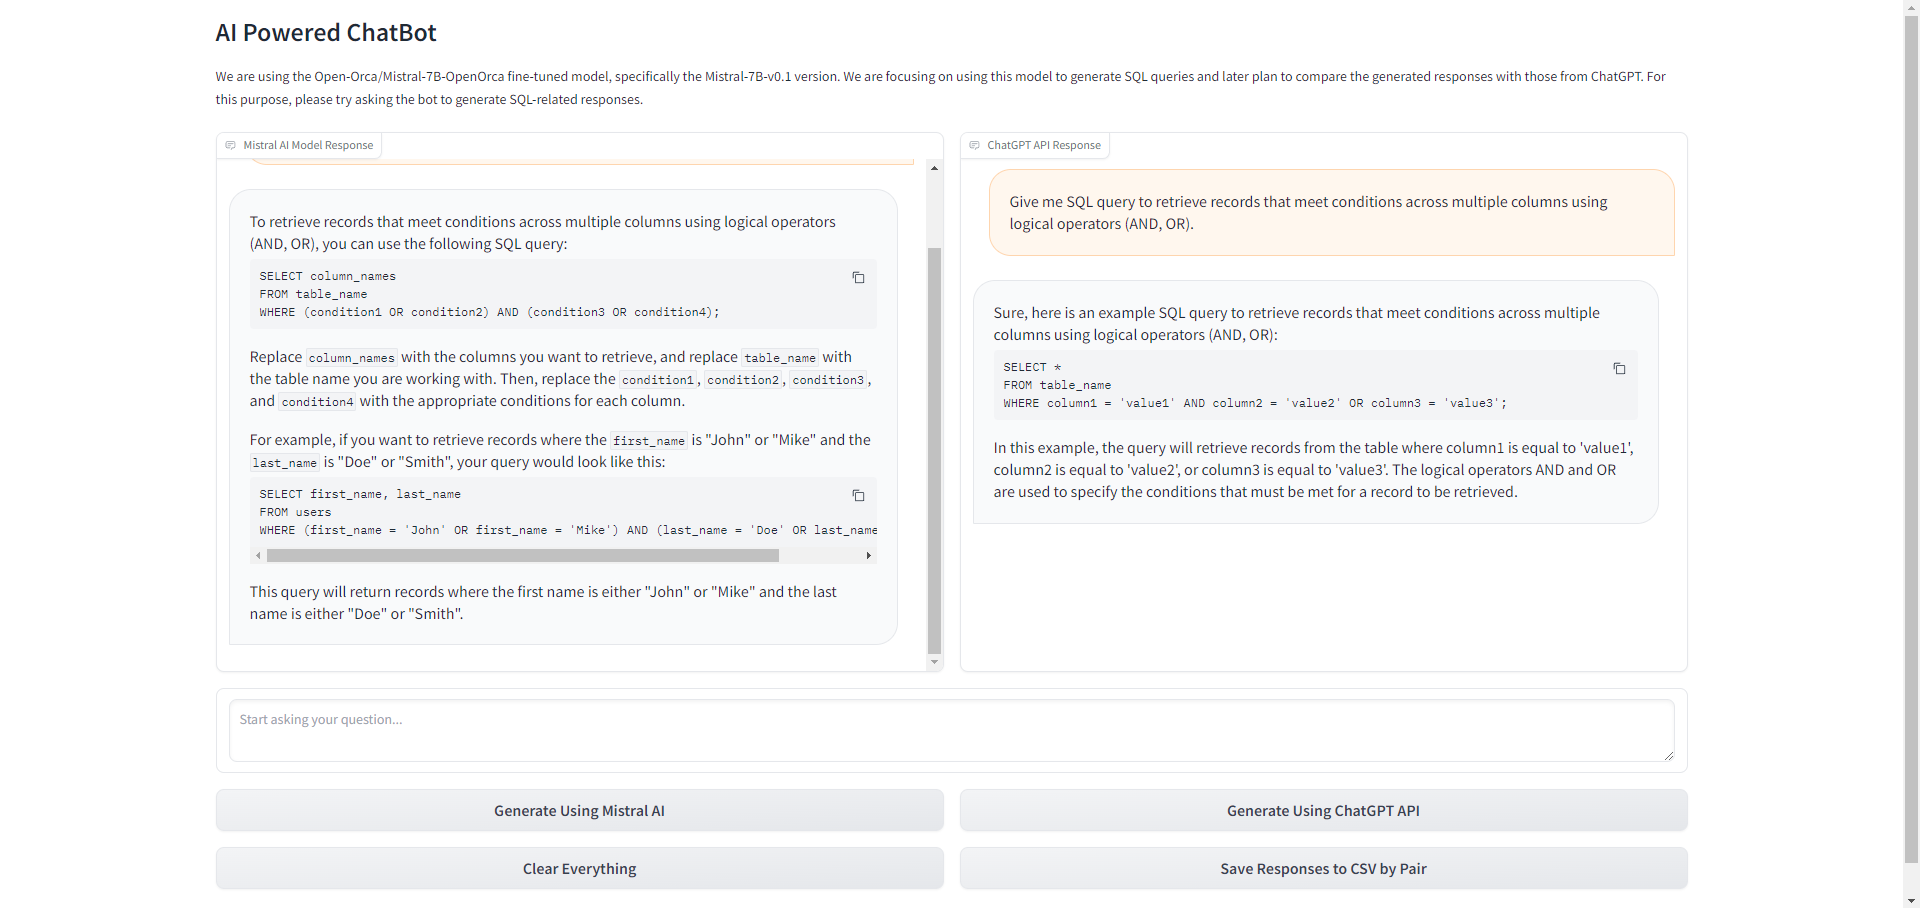 AI Powered ChatBot
We are using the Open-Orca/Mistral-7B-OpenOrca fine-tuned model, specifically the Mistral-7B-v0.1 version. We are focusing on using this model to generate SQL queries and later plan to compare the generated responses with those from ChatGPT. For
this purpose, please try asking the bot to generate SQL-related responses.
Mistral AI Model Response
To retrieve records that meet conditions across multiple columns using logical operators
(AND, OR), you can use the following SQL query:
SELECT column_names
FROM table_name
WHERE (condition1 OR condition2) AND (condition3 OR condition4);
Replace column_names with the columns you want to retrieve, and replace table_name with
the table name you are working with. Then, replace the condition1, condition2, condition3,
and condition4 with the appropriate conditions for each column.
For example, if you want to retrieve records where the first_name is "John" or "Mike" and the
last_name is "Doe" or "Smith", your query would look like this:
SELECT first_name, last_name
FROM users
WHERE (first_name = 'John' OR first_name = 'Mike') AND (last_name = 'Doe' OR last_name
This query will return records where the first name is either "John" or "Mike" and the last
name is either "Doe" or "Smith".
ChatGPT API Response
Give me SQL query to retrieve records that meet conditions across multiple columns using
logical operators (AND, OR).
Sure, here is an example SQL query to retrieve records that meet conditions across multiple
columns using logical operators (AND, OR):
SELECT *
FROM table_name
WHERE column1 = 'value1' AND column2 = 'value2' OR column3 = 'value3';
In this example, the query will retrieve records from the table where column1 is equal to 'value1',
column2 is equal to 'value2', or column3 is equal to 'value3'. The logical operators AND and OR
are used to specify the conditions that must be met for a record to be retrieved.
Start asking your question...
Generate Using Mistral AI
Generate Using ChatGPT API
Clear Everything
Save Responses to CSV by Pair